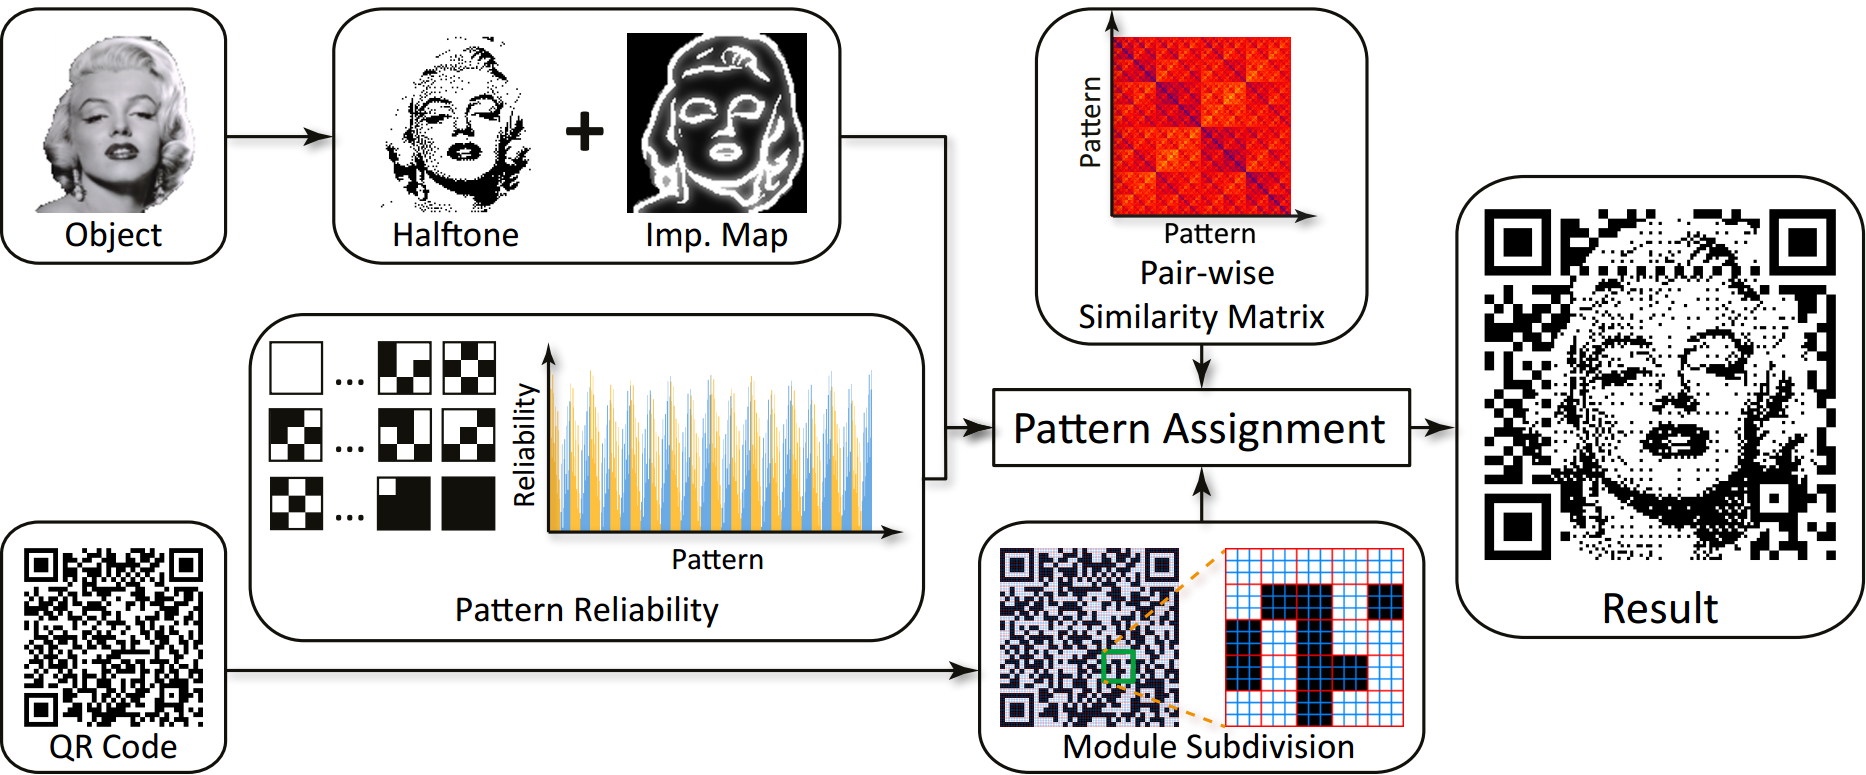 Object
Halftone
+
Imp. Map
Pattern
Pattern
Pair-wise
Similarity Matrix
...
...
...
Reliability
Pattern
Pattern Reliability
Pattern Assignment
Result
QR Code
Module Subdivision